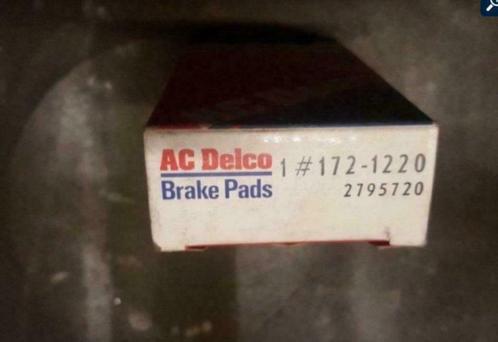 AC Delco 1 # 172-1220
Brake Pads 2795720